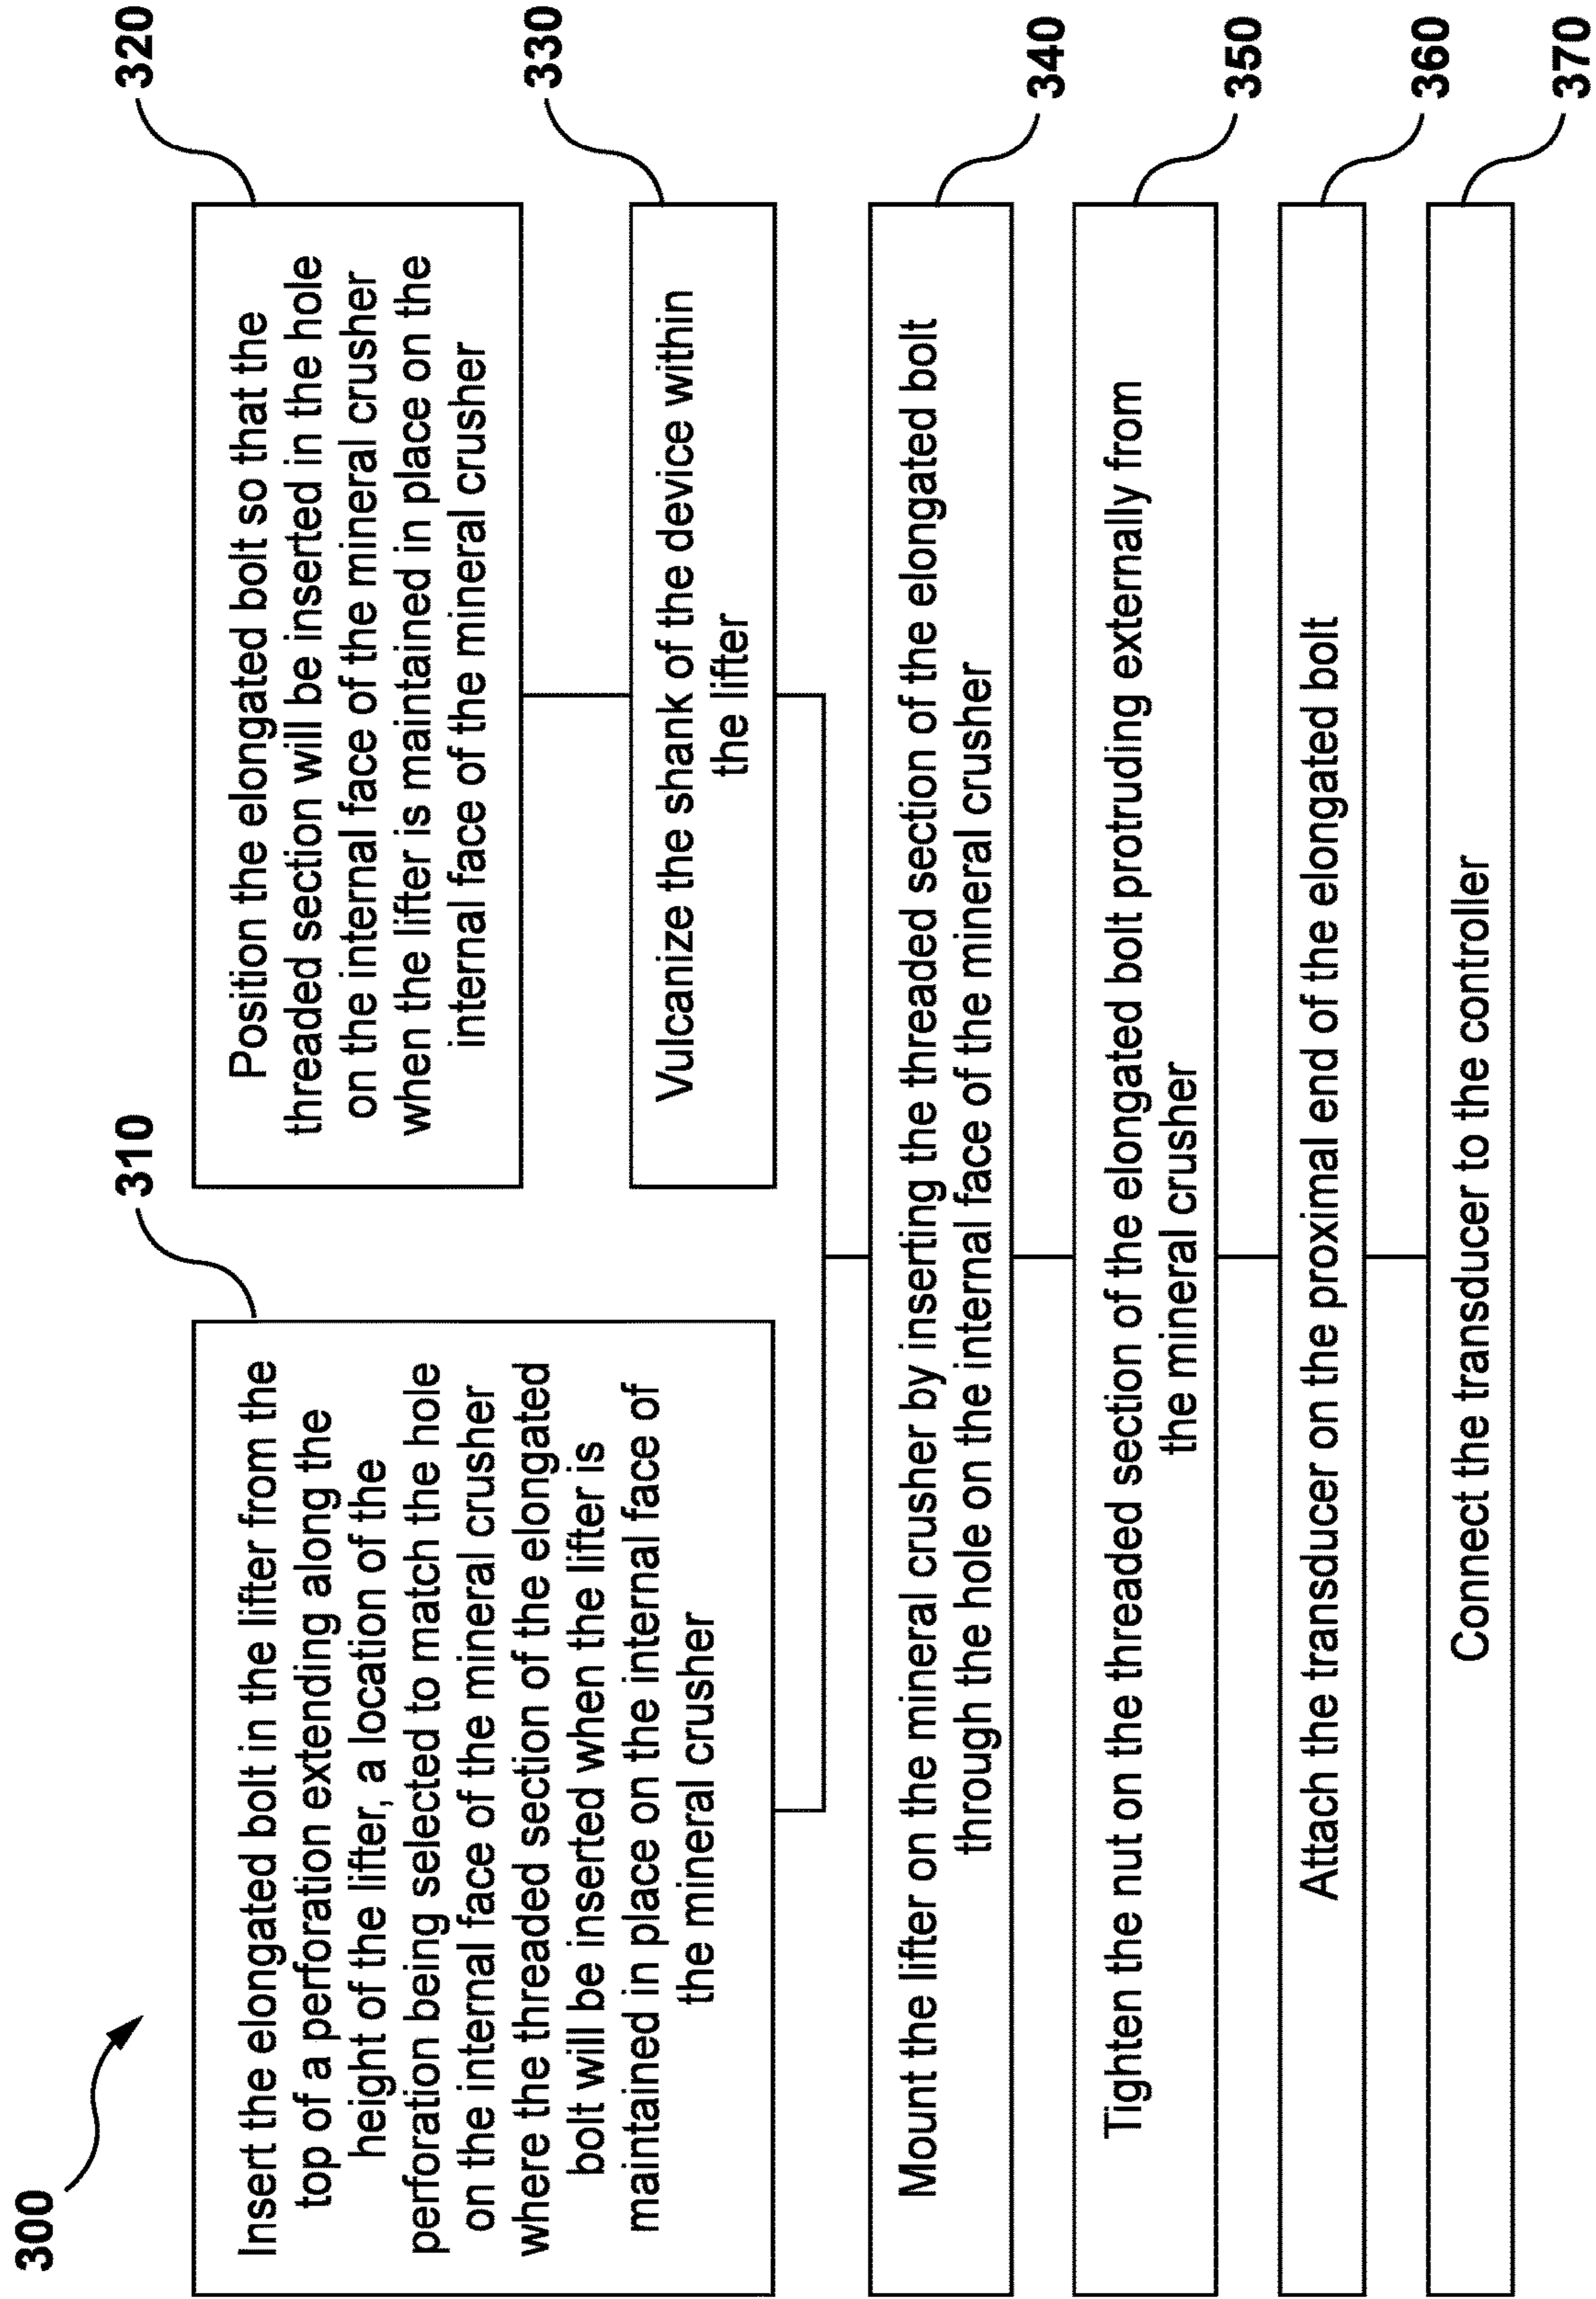 300
310
Insert the elongated bolt in the lifter from the
top of a perforation extending along the
height of the lifter, a location of the
perforation being selected to match the hole
on the internal face of the mineral crusher
where the threaded section of the elongated
bolt will be inserted when the lifter is
maintained in place on the internal face of
the mineral crusher
320
Position the elongated bolt so that the
threaded section will be inserted in the hole
on the internal face of the mineral crusher
when the lifter is maintained in place on the
internal face of the mineral crusher
330
Vulcanize the shank of the device within
the lifter
340
Mount the lifter on the mineral crusher by inserting the threaded section of the elongated bolt
through the hole on the internal face of the mineral crusher
350
Tighten the nut on the threaded section of the elongated bolt protruding externally from
the mineral crusher
360
Attach the transducer on the proximal end of the elongated bolt
370
Connect the transducer to the controller